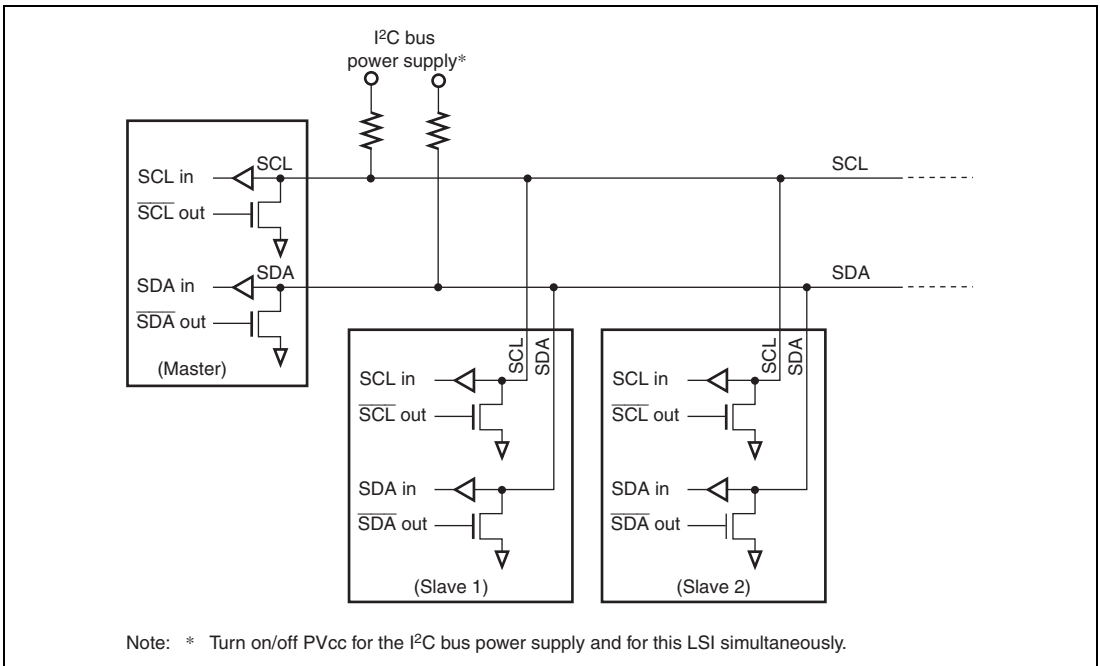 I²C bus
power supply*
SCL
SCL in
SCL out
SDA
SDA in
SDA out
(Master)
SCL
SDA
SCL
SDA
SCL in
SCL out
SDA in
SDA out
(Slave 1)
SCL
SDA
SCL in
SCL out
SDA in
SDA out
(Slave 2)
Note: * Turn on/off PVcc for the I²C bus power supply and for this LSI simultaneously.